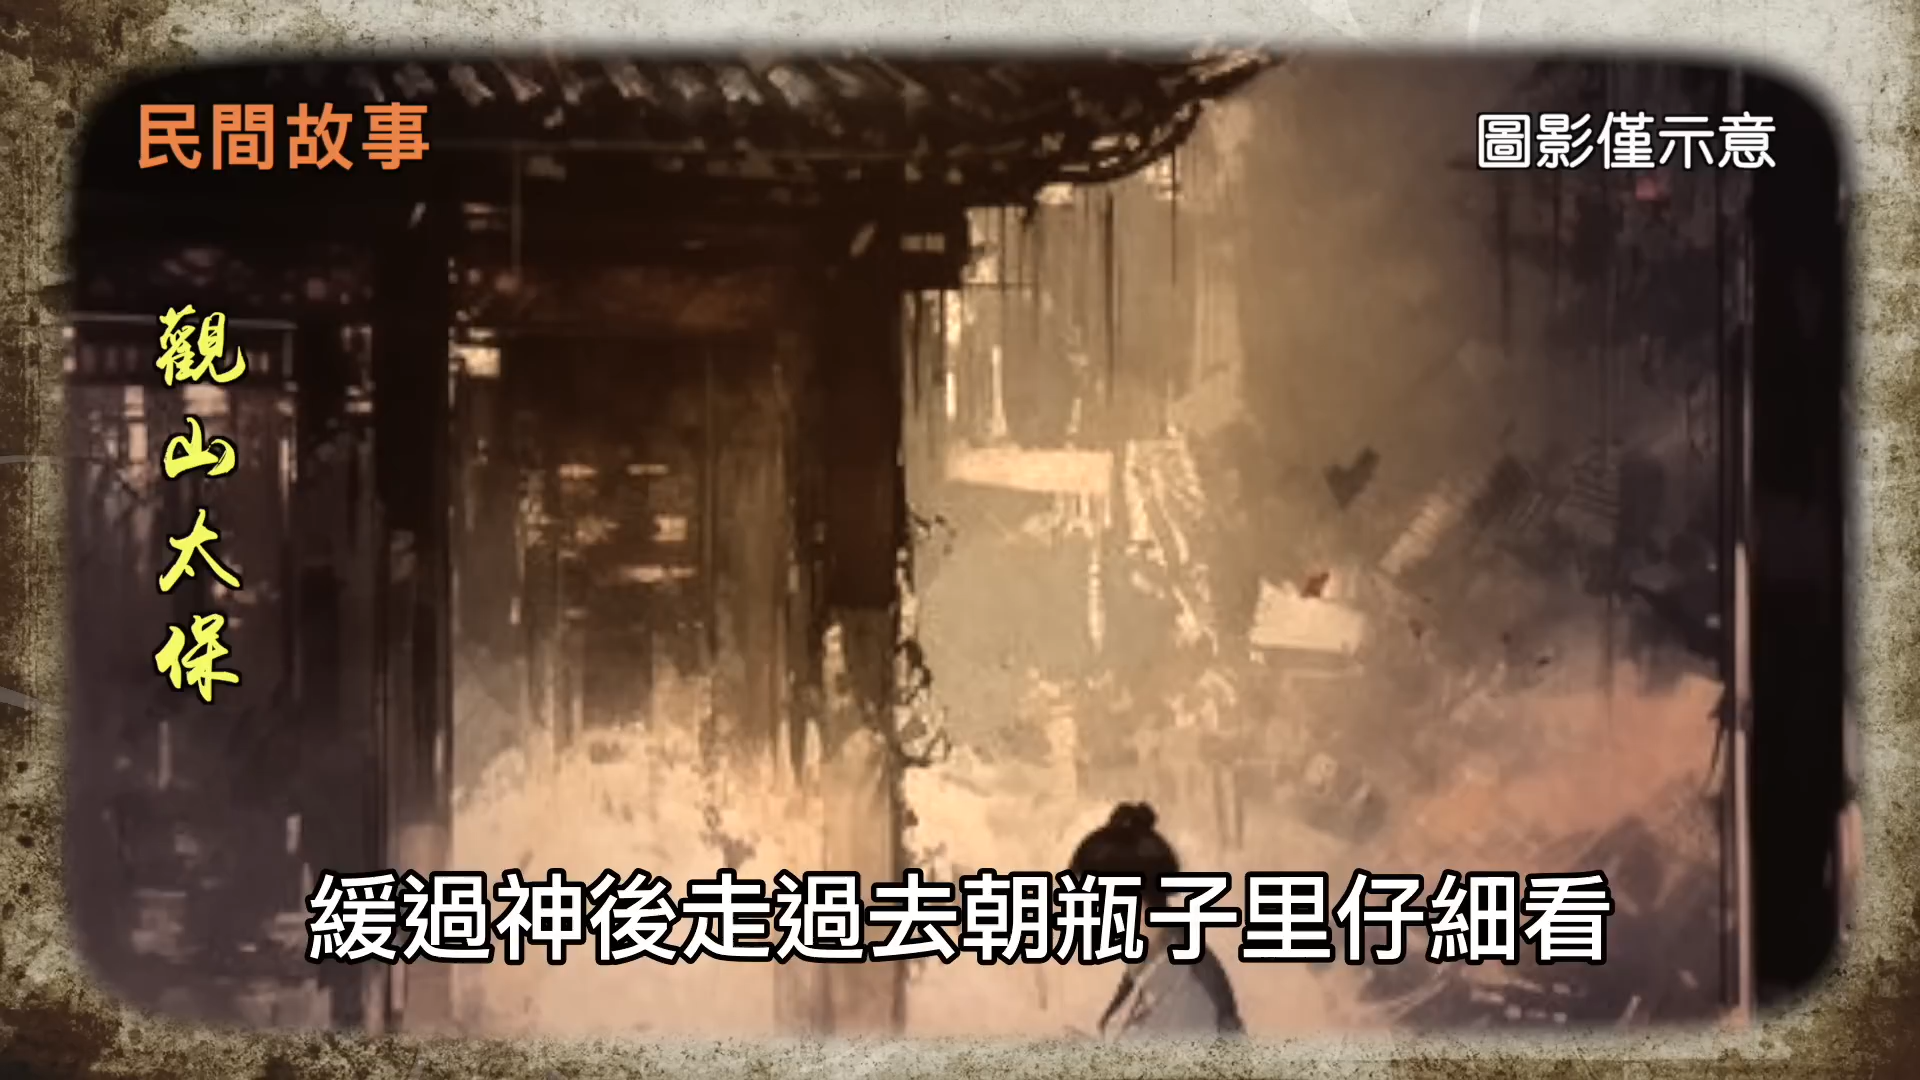 民間故事
圖影僅示意
觀山太保
緩過神後走過去朝瓶子里仔細看